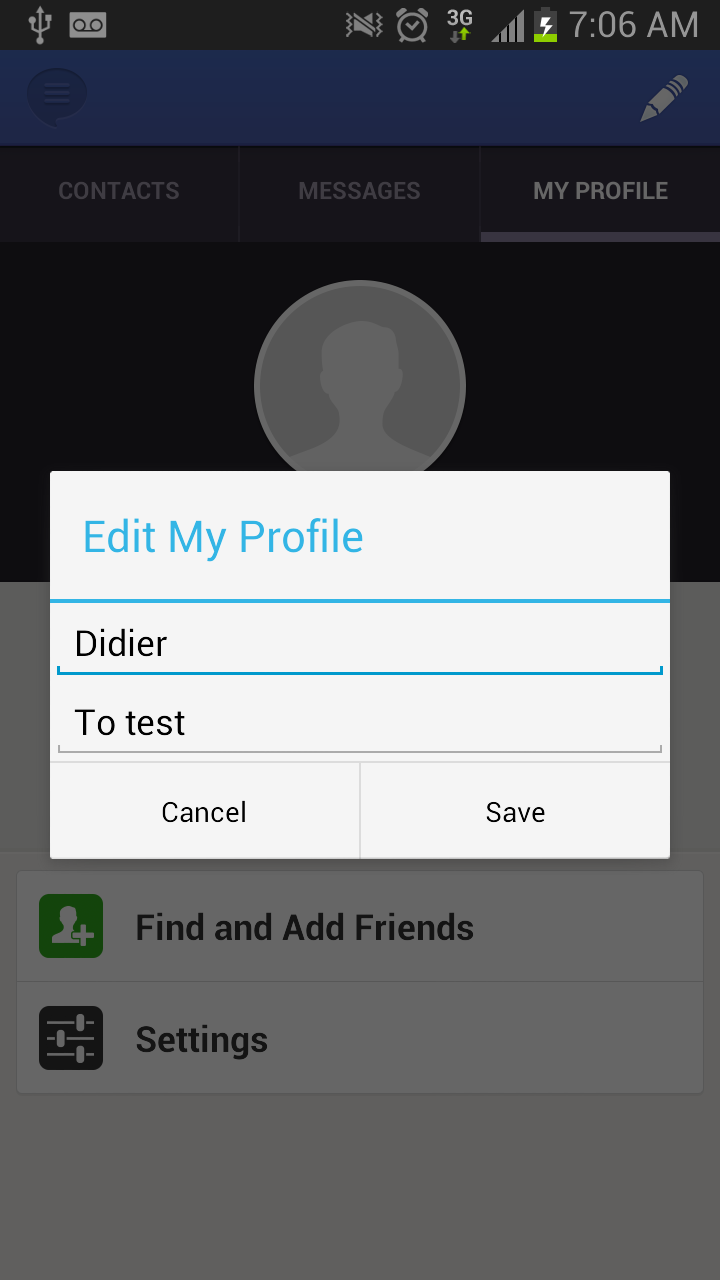 3G 7:06 AM
CONTACTS MESSAGES MY PROFILE
Edit My Profile
Didier
To test
Cancel Save
Find and Add Friends
Settings